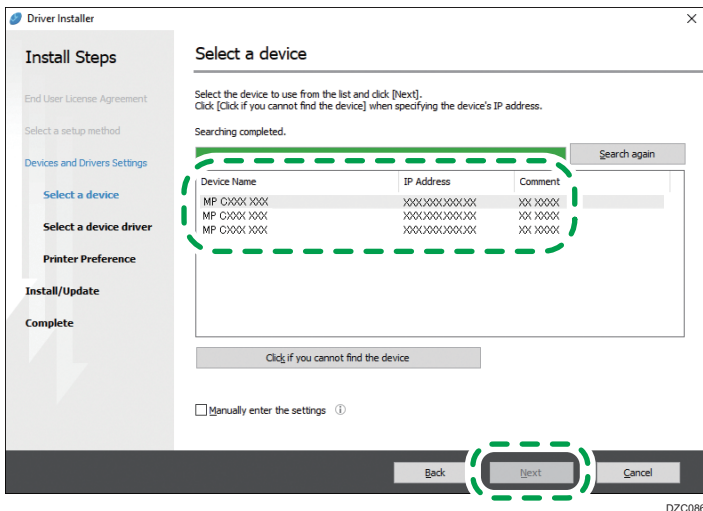 Driver Installer
Install Steps
End User License Agreement
Select a setup method
Devices and Drivers Settings
Select a device
Select a device driver
Printer Preference
Install/Update
Complete
Select a device
Select the device to use from the list and click [Next].
Click [Click if you cannot find the device] when specifying the device's IP address.
Searching completed.
Search again
Device Name IP Address Comment
MP CXXX XXX XXX.XXX.XXX.XX XX XXXX
MP CXXX XXX XXX.XXX.XXX.XX XX XXXX
MP CXXX XXX XXX.XXX.XXX.XX XX XXXX
Click if you cannot find the device
Manually enter the settings
Back Next Cancel
DZC086